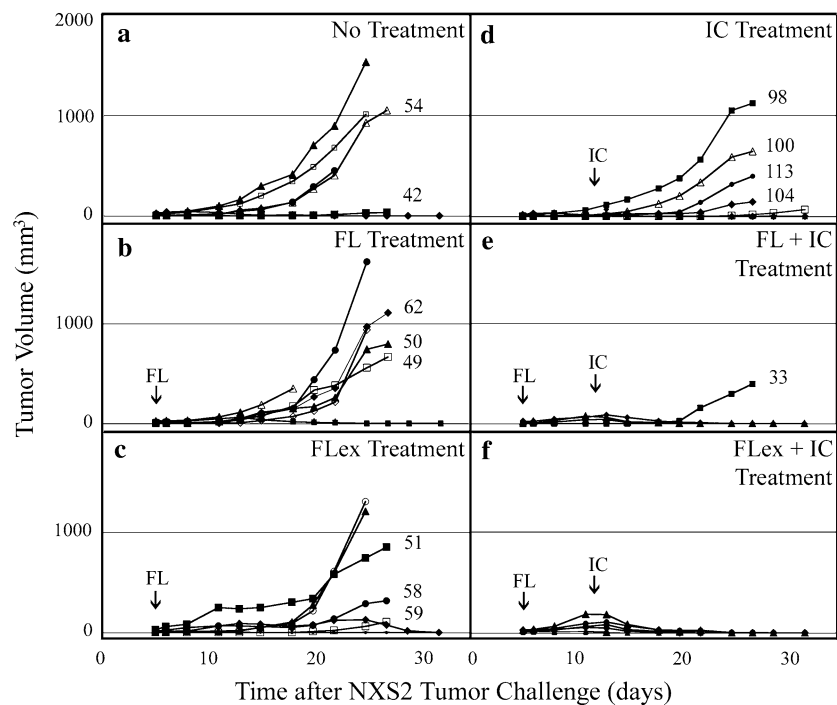 2000
a
No Treatment
54
1000
42
0
d
IC Treatment
98
IC
100
113
104
b
FL Treatment
62
1000
50
49
FL
0
e
FL + IC
Treatment
FL
IC
33
c
FLex Treatment
1000
51
FL
58
59
0
f
FLex + IC
Treatment
FL
IC
0
10
20
30
0
10
20
30
Tumor Volume (mm³)
Time after NXS2 Tumor Challenge (days)